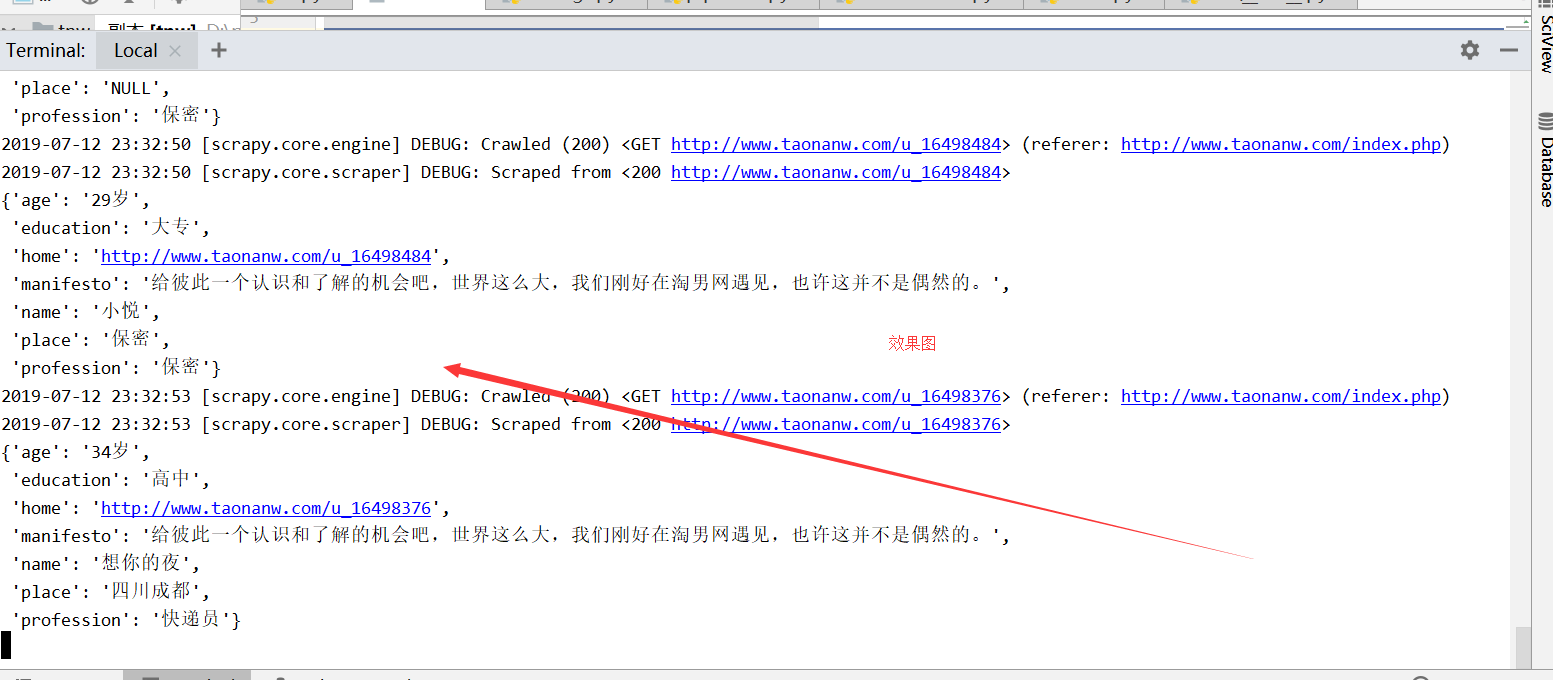 Terminal: Local × +
SciView
Database
'place': 'NULL',
'profession': '保密'}
2019-07-12 23:32:50 [scrapy.core.engine] DEBUG: Crawled (200) <GET http://www.taonanw.com/u_16498484> (referer: http://www.taonanw.com/index.php)
2019-07-12 23:32:50 [scrapy.core.scraper] DEBUG: Scraped from <200 http://www.taonanw.com/u_16498484>
{'age': '29岁',
'education': '大专',
'home': 'http://www.taonanw.com/u_16498484',
'manifesto': '给彼此一个认识和了解的机会吧，世界这么大，我们刚好在淘男网遇见，也许这并不是偶然的。',
'name': '小悦',
'place': '保密',
效果图
'profession': '保密'}
2019-07-12 23:32:53 [scrapy.core.engine] DEBUG: Crawled (200) <GET http://www.taonanw.com/u_16498376> (referer: http://www.taonanw.com/index.php)
2019-07-12 23:32:53 [scrapy.core.scraper] DEBUG: Scraped from <200 http://www.taonanw.com/u_16498376>
{'age': '34岁',
'education': '高中',
'home': 'http://www.taonanw.com/u_16498376',
'manifesto': '给彼此一个认识和了解的机会吧，世界这么大，我们刚好在淘男网遇见，也许这并不是偶然的。',
'name': '想你的夜',
'place': '四川成都',
'profession': '快递员'}